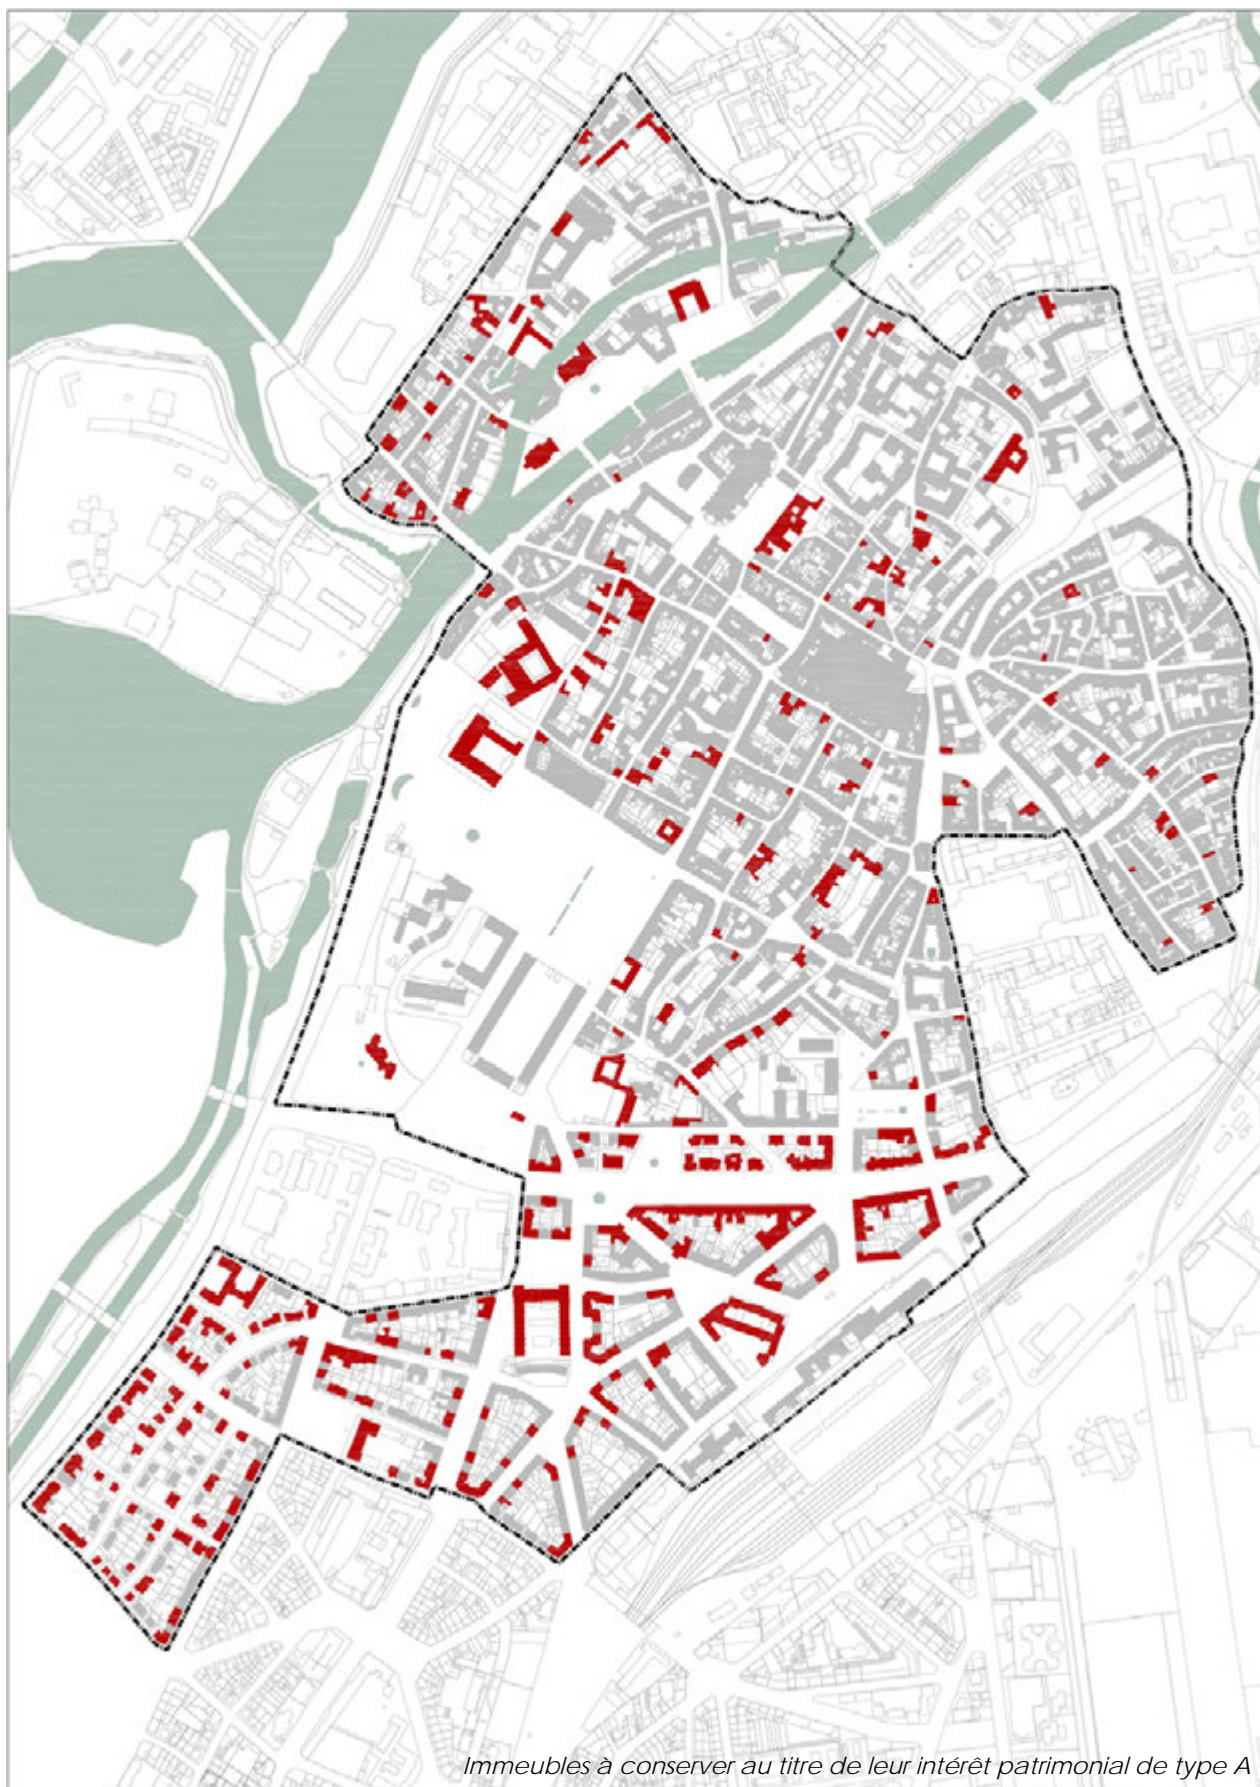 Immeubles à conserver au titre de leur intérêt patrimonial de type A